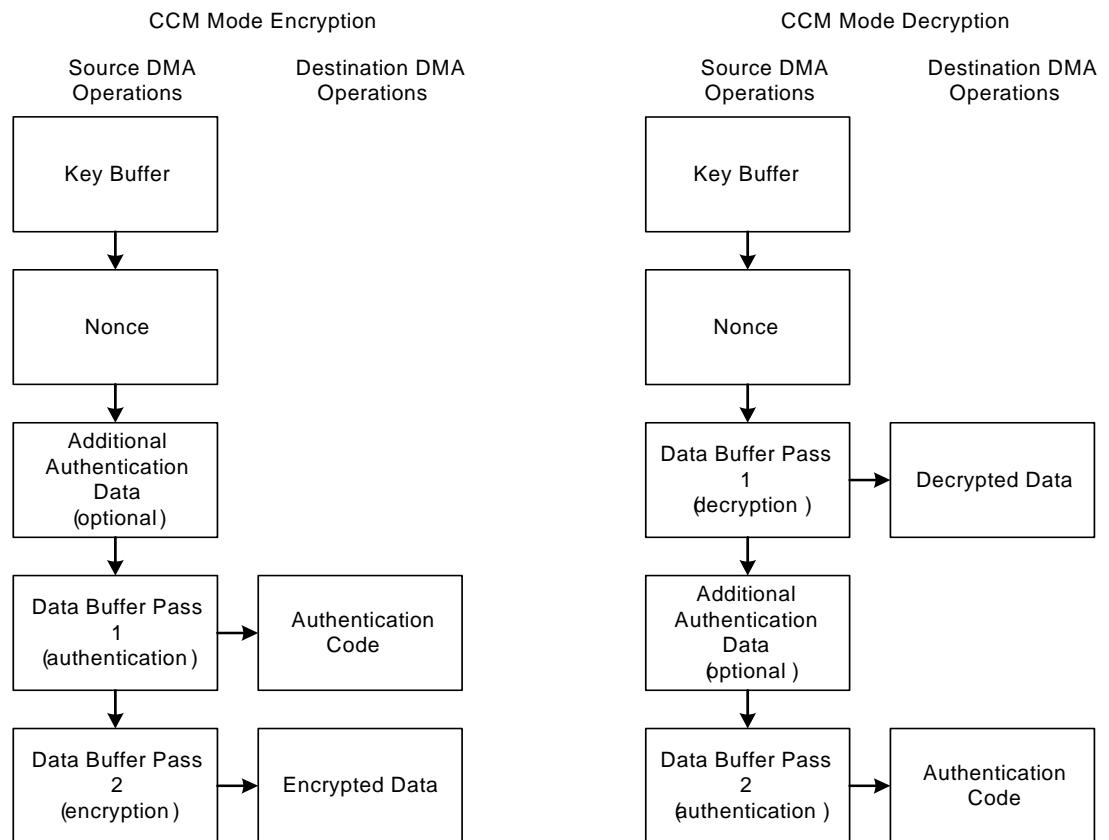 CCM Mode Encryption
Source DMA
Operations
Destination DMA
Operations
Key Buffer
Nonce
Additional
Authentication
Data
(optional)
Data Buffer Pass
1
(authentication)
Authentication
Code
Data Buffer Pass
2
(encryption)
Encrypted Data
CCM Mode Decryption
Source DMA
Operations
Destination DMA
Operations
Key Buffer
Nonce
Data Buffer Pass
1
(decryption )
Decrypted Data
Additional
Authentication
Data
(optional )
Data Buffer Pass
2
(authentication )
Authentication
Code